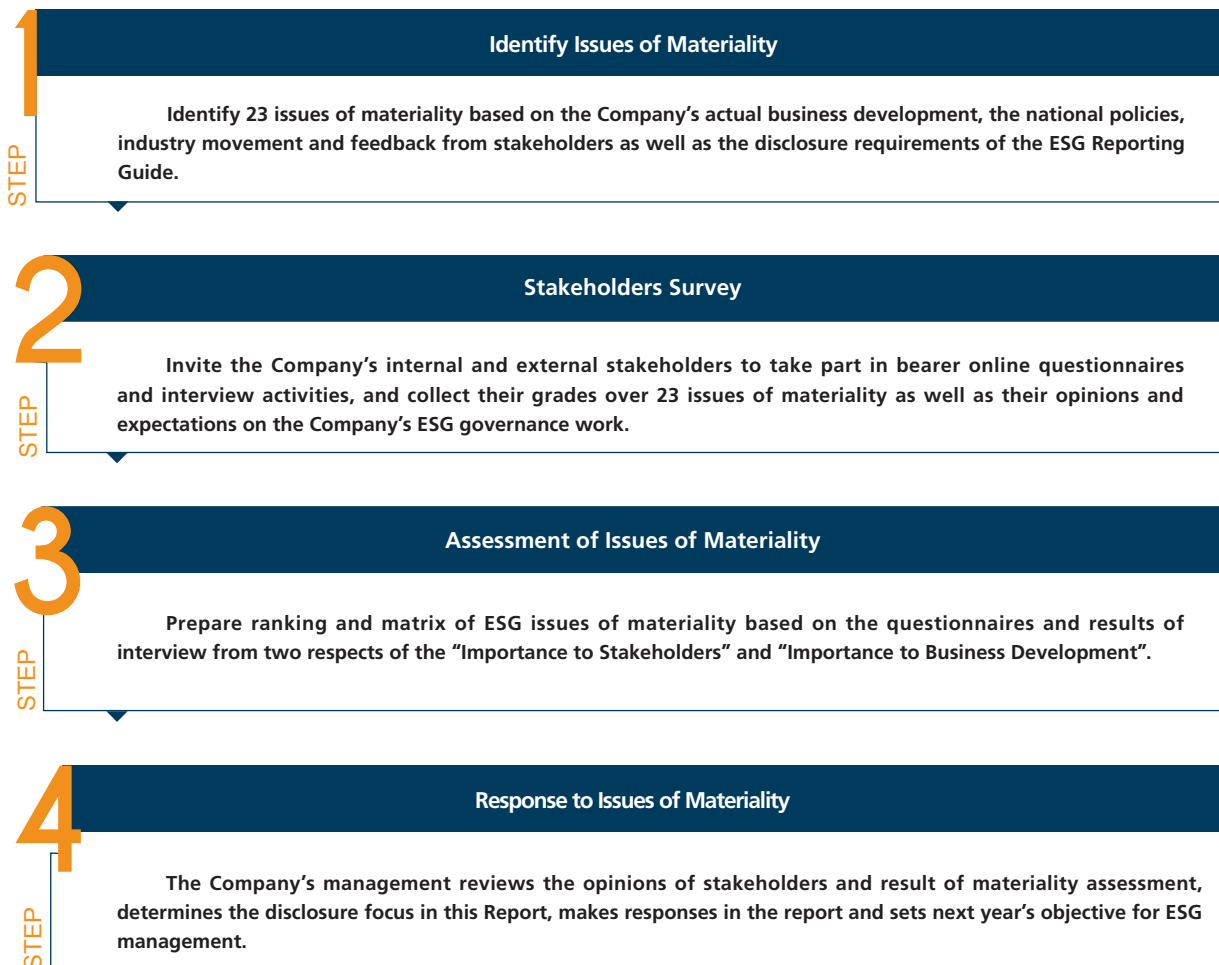 1
STEP
Identify Issues of Materiality
Identify 23 issues of materiality based on the Company's actual business development, the national policies,
industry movement and feedback from stakeholders as well as the disclosure requirements of the ESG Reporting
Guide.
2
STEP
Stakeholders Survey
Invite the Company's internal and external stakeholders to take part in bearer online questionnaires
and interview activities, and collect their grades over 23 issues of materiality as well as their opinions and
expectations on the Company's ESG governance work.
3
STEP
Assessment of Issues of Materiality
Prepare ranking and matrix of ESG issues of materiality based on the questionnaires and results of
interview from two respects of the "Importance to Stakeholders" and "Importance to Business Development".
4
STEP
Response to Issues of Materiality
The Company's management reviews the opinions of stakeholders and result of materiality assessment,
determines the disclosure focus in this Report, makes responses in the report and sets next year's objective for ESG
management.